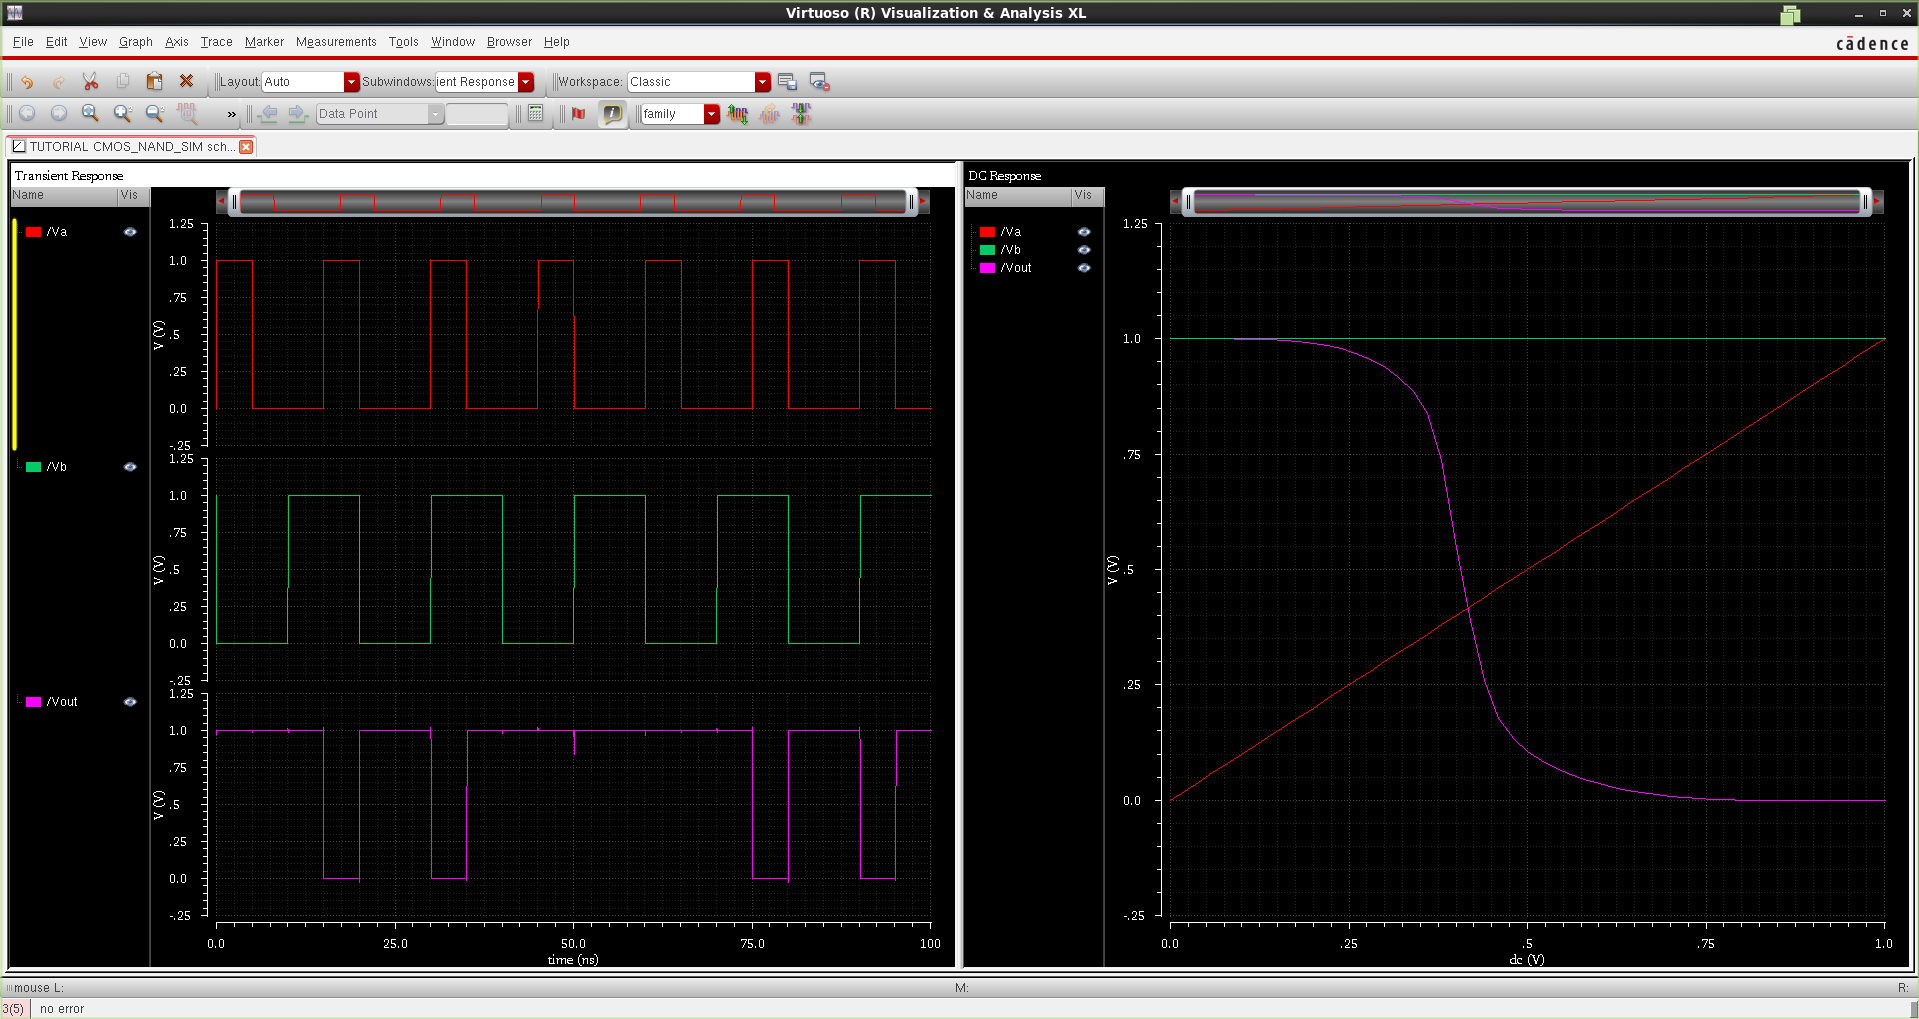 Virtuoso (R) Visualization & Analysis XL
File Edit View Graph Axis Trace Marker Measurements Tools Window Browser Help
cādence
Layout: Auto Subwindows: ient Response Workspace: Classic
» Data Point family
TUTORIAL CMOS_NAND_SIM sch...
Transient Response
Name Vis
/Va
1.25
1.0
.75
.5
.25
0.0
-.25
V (V)
/Vb
1.25
1.0
.75
.5
.25
0.0
-.25
V (V)
/Vout
1.25
1.0
.75
.5
.25
0.0
-.25
V (V)
0.0 25.0 50.0 75.0 100
time (ns)
DC Response
Name Vis
/Va
/Vb
/Vout
1.25
1.0
.75
.5
.25
0.0
-.25
V (V)
0.0 .25 .5 .75 1.0
dc (V)
mouse L: M: R:
3(5) no error